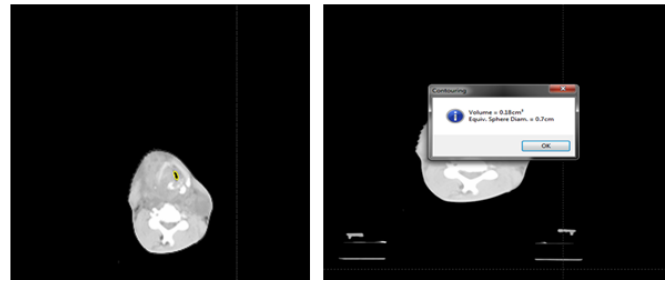 Contouring
Volume = 0.18cm³
Equiv. Sphere Diam. = 0.7cm
OK